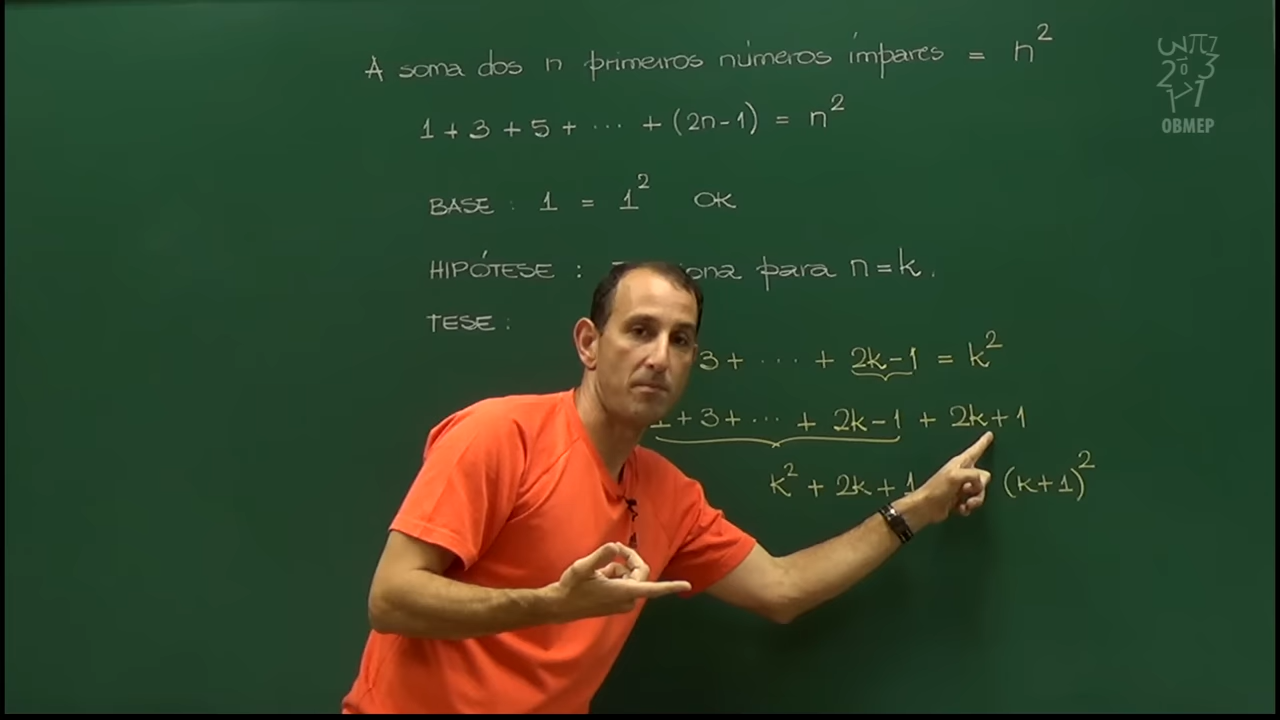 A soma dos n primeiros números ímpares = n²
1 + 3 + 5 + ... + (2n-1) = n²
BASE : 1 = 1² OK
HIPÓTESE : para n=k.
TESE :
3 + ... + 2k-1 = k²
1 + 3 + ... + 2k-1 + 2k+1
k² + 2k + 1 (k+1)²
OBMEP